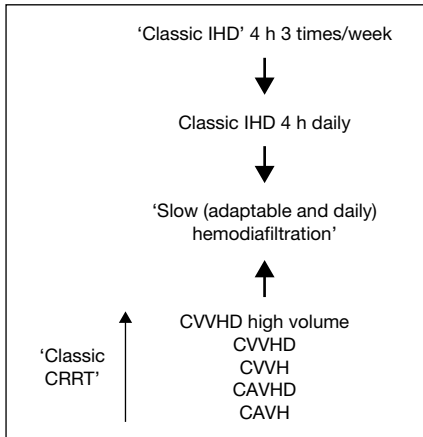 ‘Classic IHD’ 4 h 3 times/week
Classic IHD 4 h daily
‘Slow (adaptable and daily)
hemodiafiltration’
CVVHD high volume
CVVHD
CVVH
CAVHD
CAVH
‘Classic
CRRT’